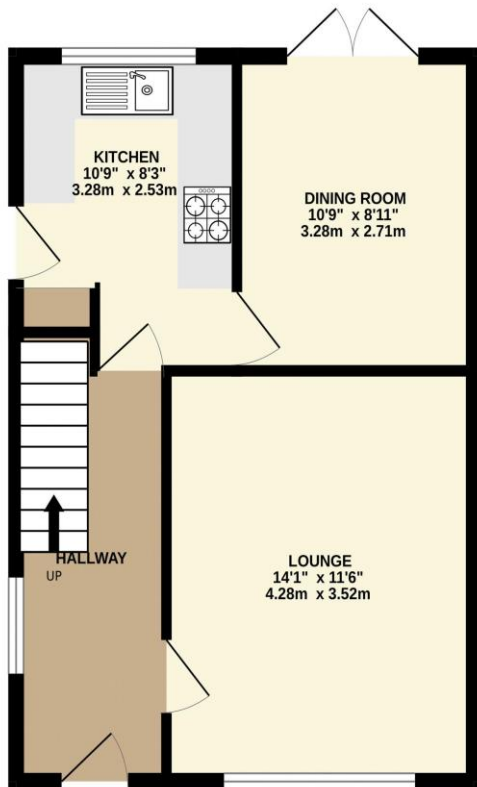 KITCHEN
10'9" x 8'3"
3.28m x 2.53m
DINING ROOM
10'9" x 8'11"
3.28m x 2.71m
HALLWAY
UP
LOUNGE
14'1" x 11'6"
4.28m x 3.52m